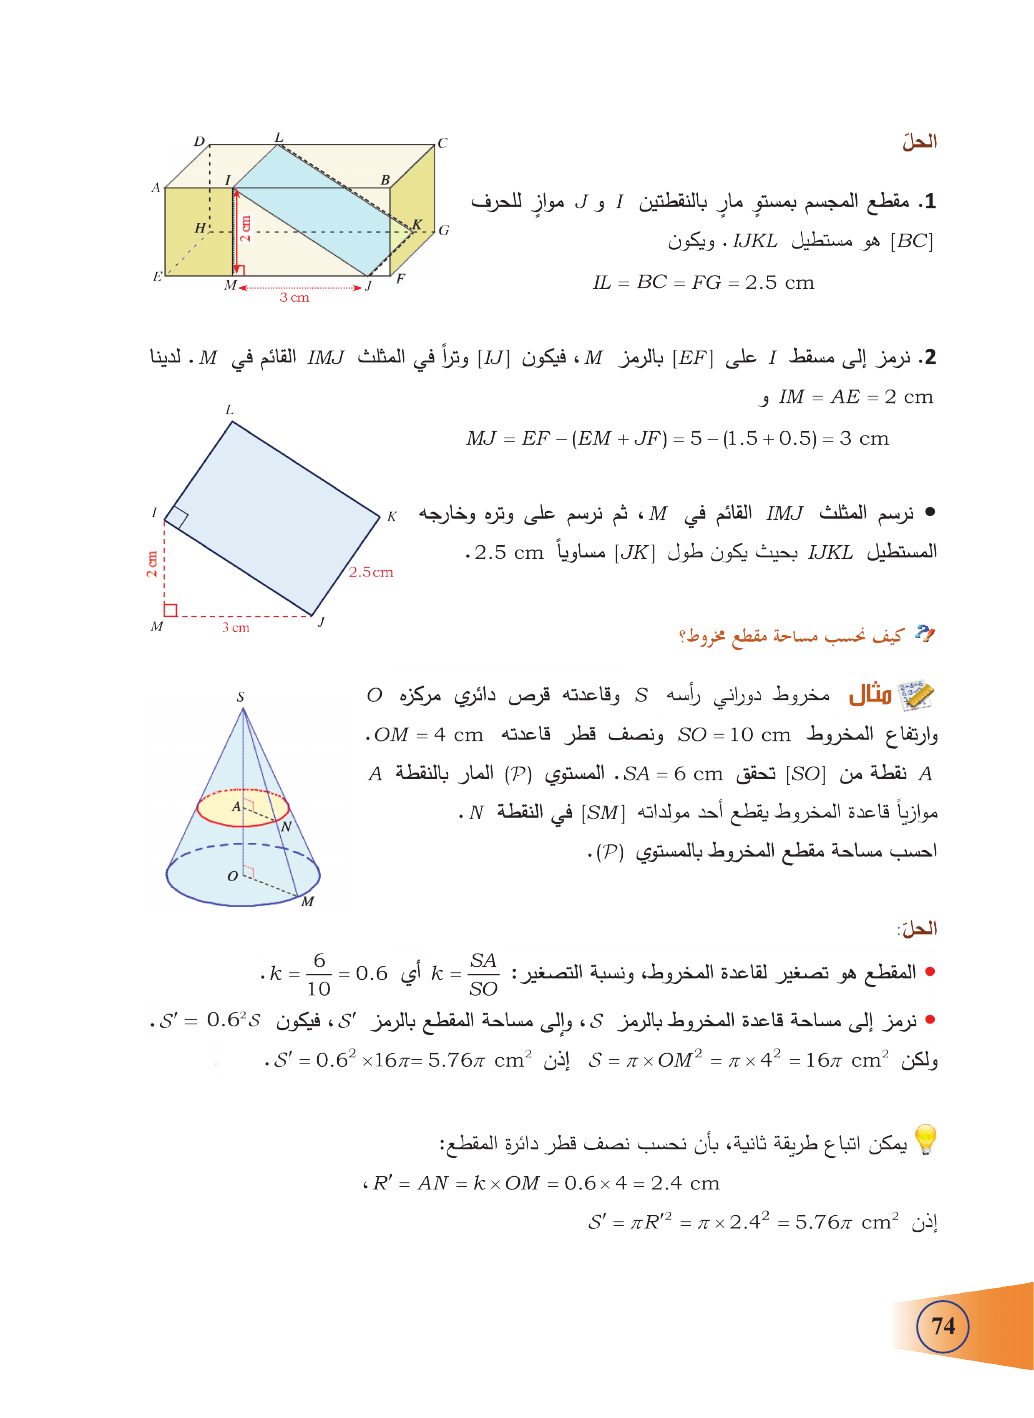 الحلّ
D L C
A I B
2 cm
H K G
E M J F
3 cm
1. مقطع المجسم بمستوٍ مارٍ بالنقطتين I و J موازٍ للحرف
[BC] هو مستطيل IJKL . ويكون
IL = BC = FG = 2.5 cm
2. نرمز إلى مسقط I على [EF] بالرمز M ، فيكون [IJ] وتراً في المثلث IMJ القائم في M . لدينا
IM = AE = 2 cm و
MJ = EF − (EM + JF) = 5 − (1.5 + 0.5) = 3 cm
L
I K
2 cm
2.5cm
M 3 cm J
• نرسم المثلث IMJ القائم في M ، ثم نرسم على وتره وخارجه
المستطيل IJKL بحيث يكون طول [JK] مساوياً 2.5 cm .
كيف نحسب مساحة مقطع مخروط؟
مثال مخروط دوراني رأسه S وقاعدته قرص دائري مركزه O
وارتفاع المخروط SO = 10 cm ونصف قطر قاعدته OM = 4 cm .
A نقطة من [SO] تحقق SA = 6 cm . المستوي (P) المار بالنقطة A
موازياً قاعدة المخروط يقطع أحد مولداته [SM] في النقطة N .
احسب مساحة مقطع المخروط بالمستوي (P) .
S
A
N
O
M
الحلّ:
• المقطع هو تصغير لقاعدة المخروط، ونسبة التصغير: k = SA/SO أي k = 6/10 = 0.6 .
• نرمز إلى مساحة قاعدة المخروط بالرمز S ، وإلى مساحة المقطع بالرمز S′ ، فيكون S′ = 0.6²S .
ولكن S = π × OM² = π × 4² = 16π cm² إذن S′ = 0.6² × 16π = 5.76π cm² .
يمكن اتباع طريقة ثانية، بأن نحسب نصف قطر دائرة المقطع:
R′ = AN = k × OM = 0.6 × 4 = 2.4 cm ،
إذن S′ = πR′² = π × 2.4² = 5.76π cm²
74